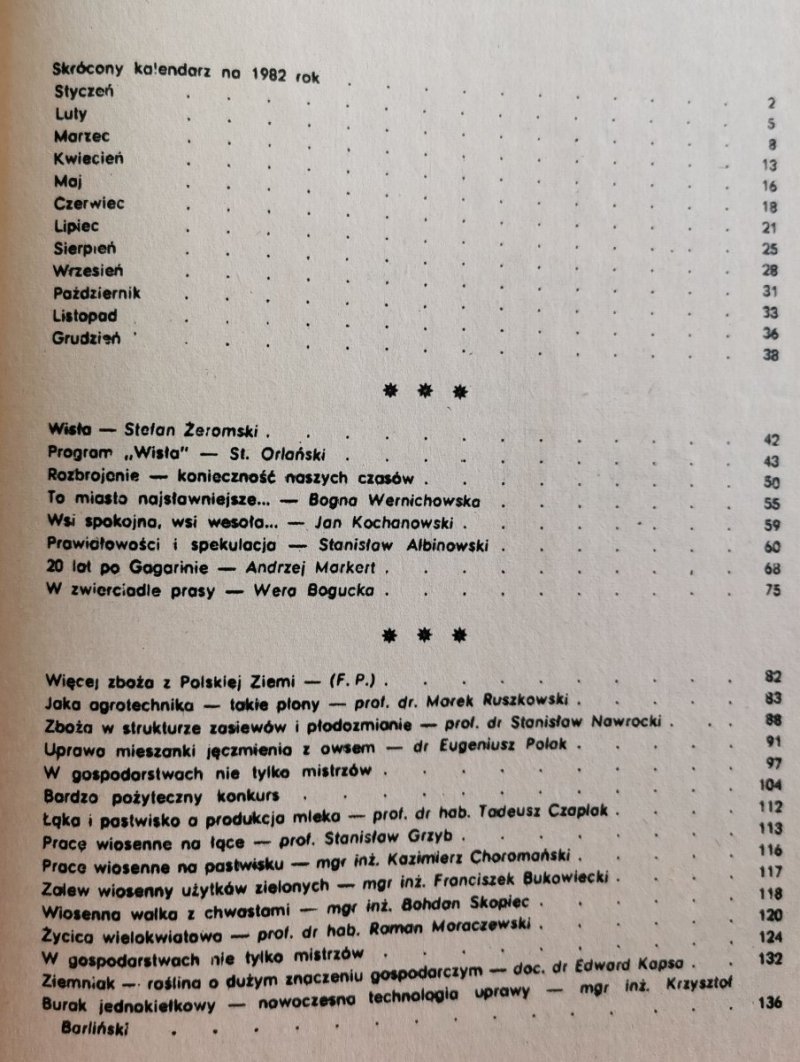 Skrócony kalendarz na 1982 rok . . . . . . . . . . 2
Styczeń . . . . . . . . . . . . . . 5
Luty . . . . . . . . . . . . . . 8
Marzec . . . . . . . . . . . . . . 13
Kwiecień . . . . . . . . . . . . . . 16
Maj . . . . . . . . . . . . . . 18
Czerwiec . . . . . . . . . . . . . . 21
Lipiec . . . . . . . . . . . . . . 25
Sierpień . . . . . . . . . . . . . . 28
Wrzesień . . . . . . . . . . . . . . 31
Październik . . . . . . . . . . . . . . 33
Listopad . . . . . . . . . . . . . . 36
Grudzień . . . . . . . . . . . . . . 38
* * *
Wisła — Stefan Żeromski . . . . . . . . . . . . 42
Program „Wisła" — St. Orlański . . . . . . . . . . 43
Rozbrojenie — konieczność naszych czasów . . . . . . . . 50
To miasto najsławniejsze... — Bogna Wernichowska . . . . . . 55
Wsi spokojna, wsi wesoła... — Jan Kochanowski . . . . . . . 59
Prawidłowości i spekulacja — Stanisław Albinowski . . . . . . 60
20 lat po Gagarinie — Andrzej Markert . . . . . . . . . 68
W zwierciadle prasy — Wera Bogucka . . . . . . . . . 75
* * *
Więcej zboża z Polskiej Ziemi — (F. P.) . . . . . . . . . 82
Jaka agrotechnika — takie plony — prof. dr. Marek Ruszkowski . . . . 83
Zboża w strukturze zasiewów i płodozmianie — prof. dr Stanisław Nawrocki . . 88
Uprawa mieszanki jęczmienia z owsem — dr Eugeniusz Polak . . . . 91
W gospodarstwach nie tylko mistrzów . . . . . . . . . 97
Bardzo pożyteczny konkurs . . . . . . . . . . . 104
Łąka i pastwisko a produkcja mleka — prof. dr hab. Tadeusz Czaplak . . . 112
Pracę wiosenne na łące — prof. Stanisław Grzyb . . . . . . . 113
Prace wiosenne na pastwisku — mgr inż. Kazimierz Choromański . . . . 116
Zalew wiosenny użytków zielonych — mgr inż. Franciszek Bukowiecki . . . 117
Wiosenna walka z chwastami — mgr inż. Bohdan Skopiec . . . . . 118
Życica wielokwiatowa — prof. dr hab. Roman Moraczewski . . . . . 120
W gospodarstwach nie tylko mistrzów . . . . . . . . . 124
Ziemniak — roślina o dużym znaczeniu gospodarczym — doc. dr Edward Kapsa . . 132
Burak jednokiełkowy — nowoczesna technologia uprawy — mgr inż. Krzysztof
Barliński . . . . . . . . . . . . . . 136